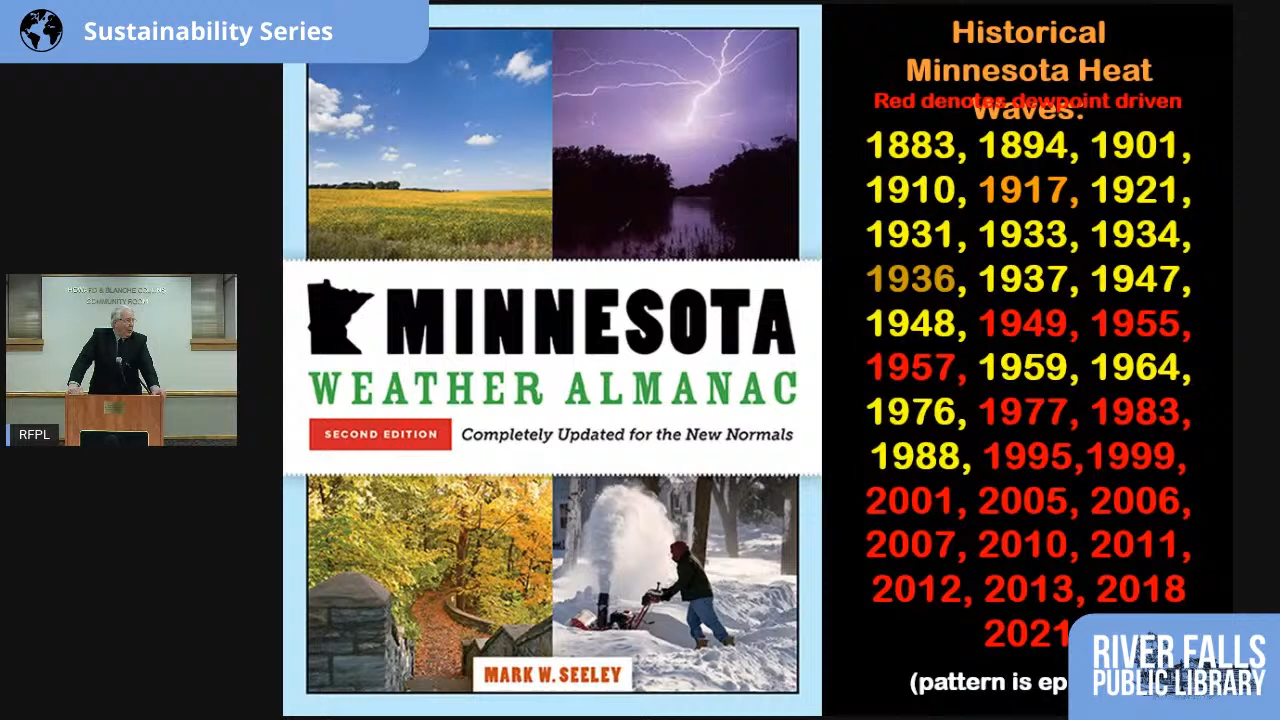 Sustainability Series
HOWARD & BLANCHE COLLINS
COMMUNITY ROOM
RFPL
MINNESOTA
WEATHER ALMANAC
SECOND EDITION
Completely Updated for the New Normals
MARK W. SEELEY
Historical
Minnesota Heat
Waves:
Red denotes dewpoint driven
1883, 1894, 1901,
1910, 1917, 1921,
1931, 1933, 1934,
1936, 1937, 1947,
1948, 1949, 1955,
1957, 1959, 1964,
1976, 1977, 1983,
1988, 1995,1999,
2001, 2005, 2006,
2007, 2010, 2011,
2012, 2013, 2018
2021
(pattern is ep
RIVER FALLS
PUBLIC LIBRARY